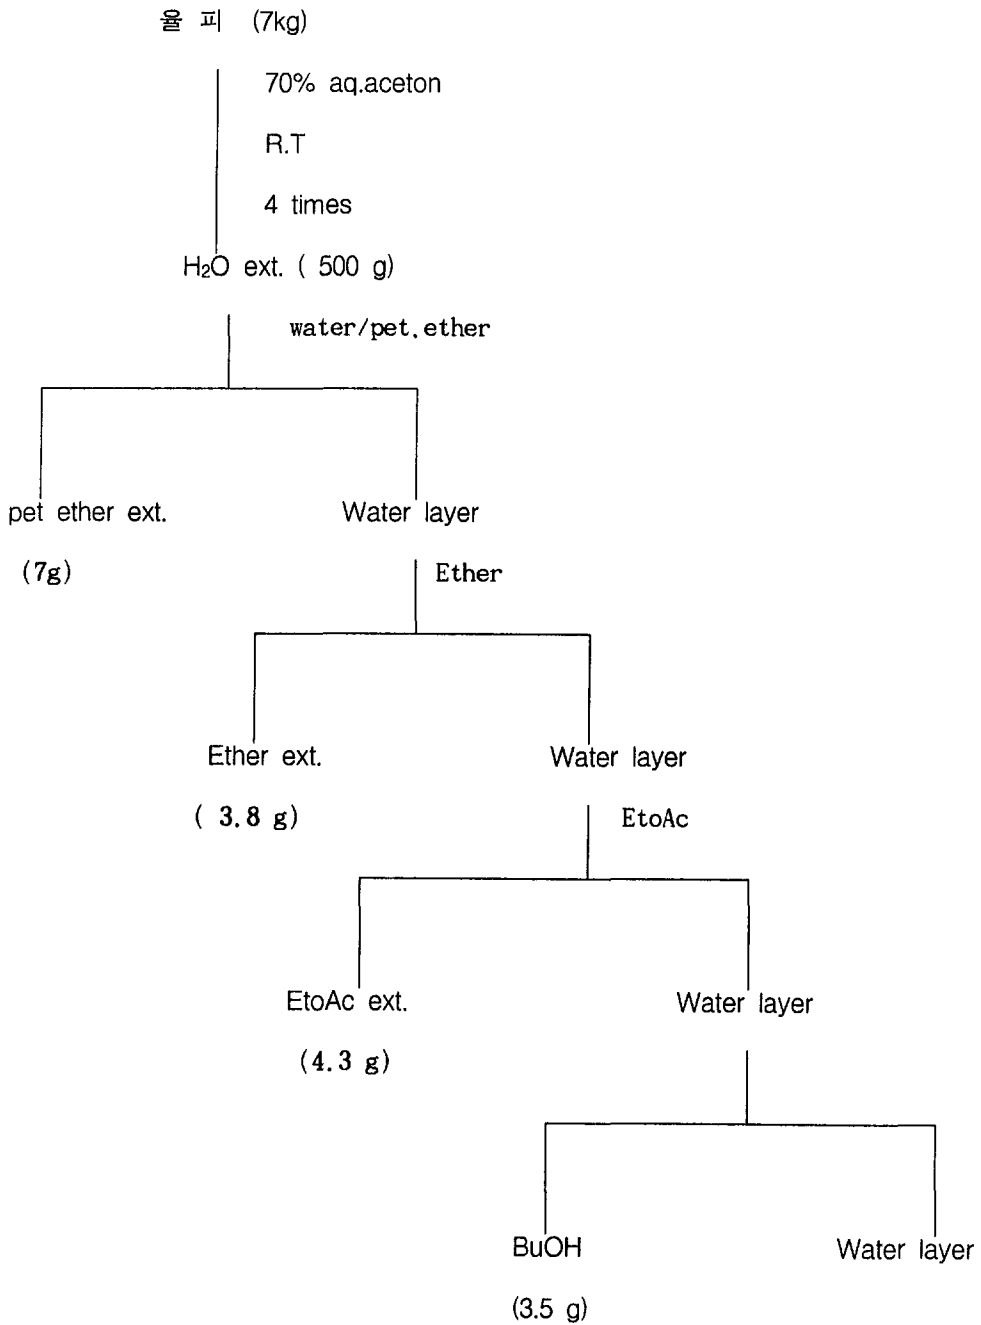 율 피 (7kg)
70% aq.aceton
R.T
4 times
H₂O ext. ( 500 g)
water/pet.ether
pet ether ext. Water layer
(7g) Ether
Ether ext. Water layer
( 3.8 g) EtoAc
EtoAc ext. Water layer
(4.3 g)
BuOH Water layer
(3.5 g)